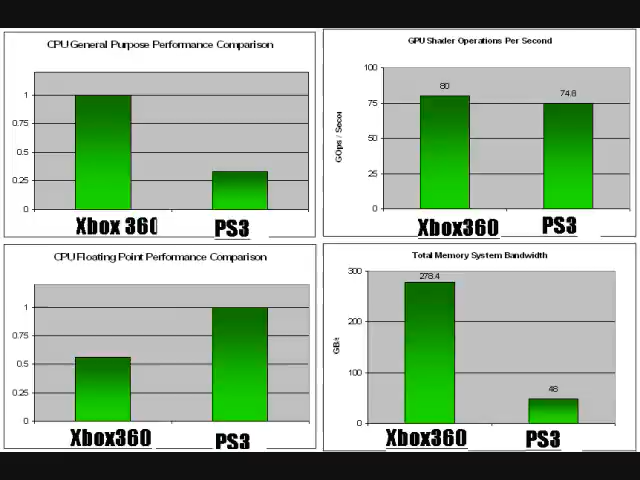 CPU General Purpose Performance Comparison
1
0.75
0.5
0.25
0
Xbox 360
PS3
GPU Shader Operations Per Second
GOps / Secor
100
75
50
25
0
80
74.8
Xbox360
PS3
CPU Floating Point Performance Comparison
1
0.75
0.5
0.25
0
Xbox360
PS3
Total Memory System Bandwidth
GB/s
300
200
100
0
278.4
48
Xbox360
PS3